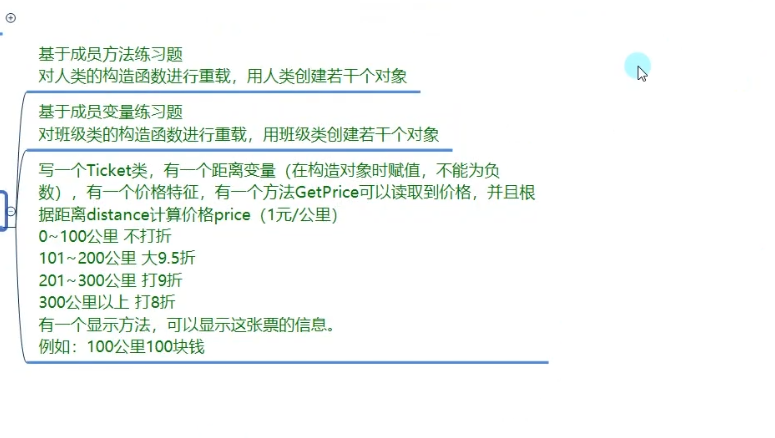 基于成员方法练习题
对人类的构造函数进行重载，用人类创建若干个对象
基于成员变量练习题
对班级类的构造函数进行重载，用班级类创建若干个对象
写一个Ticket类，有一个距离变量（在构造对象时赋值，不能为负
数），有一个价格特征，有一个方法GetPrice可以读取到价格，并且根
据距离distance计算价格price（1元/公里）
0~100公里 不打折
101~200公里 大9.5折
201~300公里 打9折
300公里以上 打8折
有一个显示方法，可以显示这张票的信息。
例如：100公里100块钱